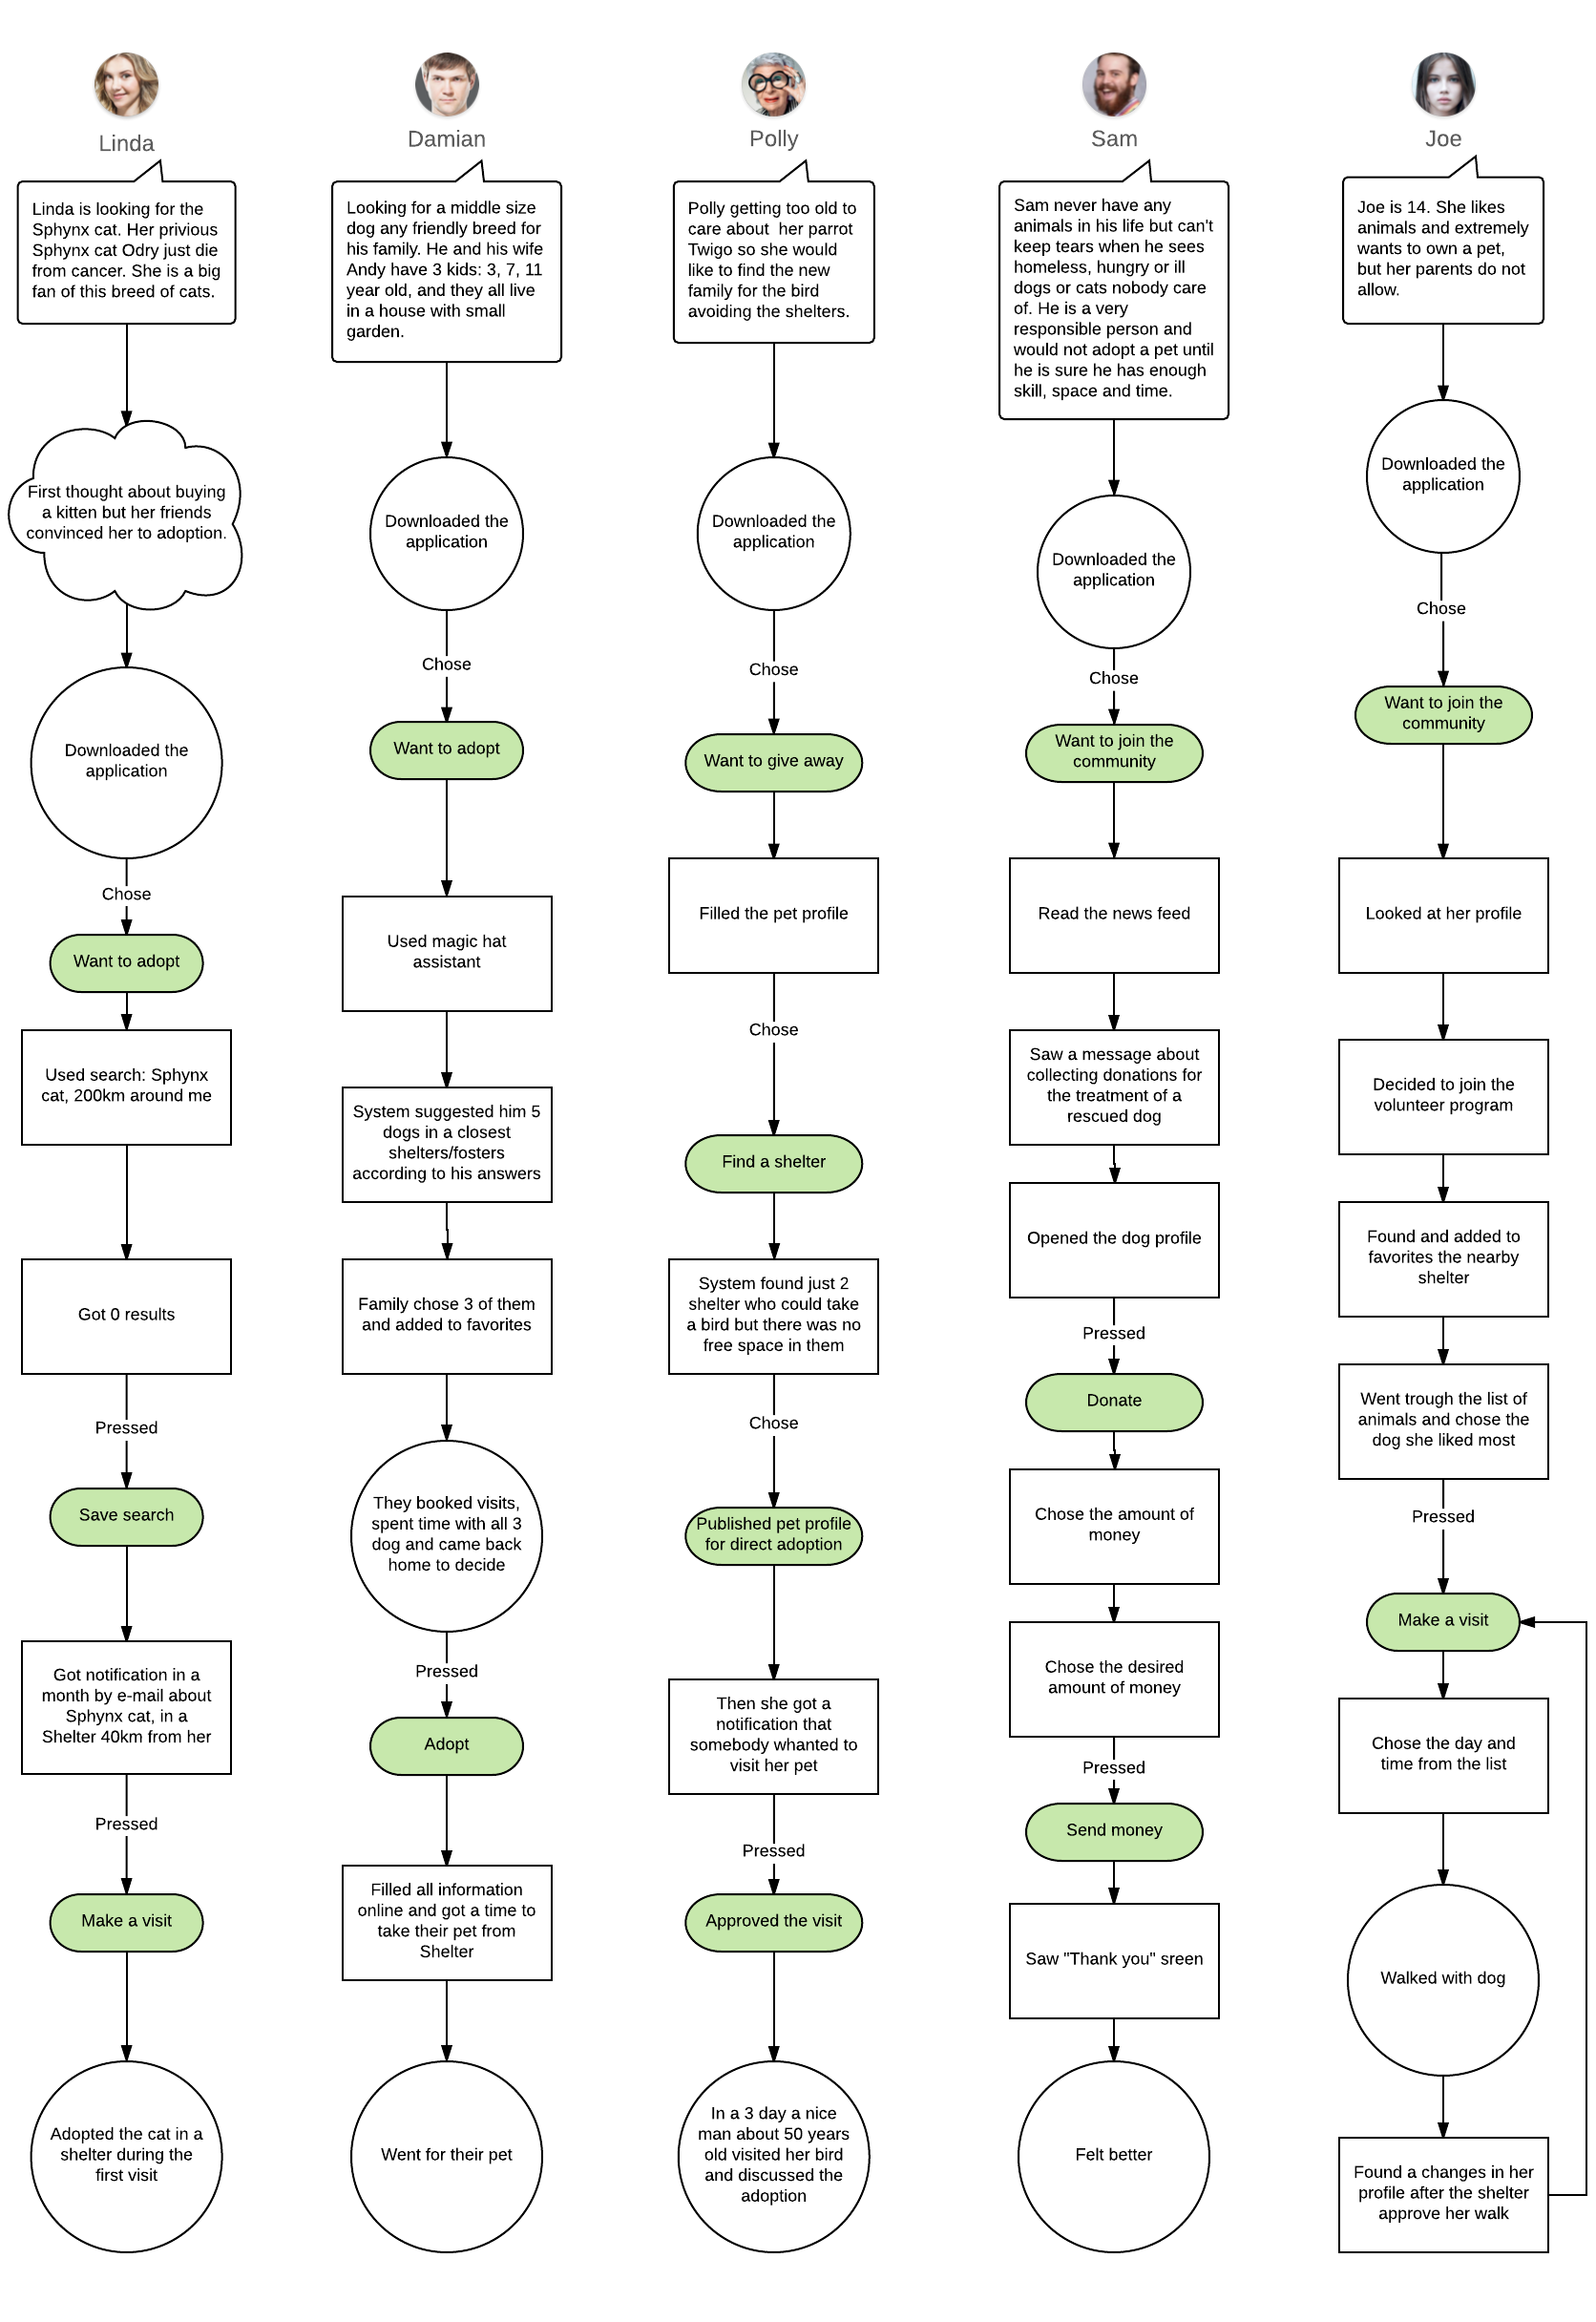 Linda
Linda is looking for the
Sphynx cat. Her privious
Sphynx cat Odry just die
from cancer. She is a big
fan of this breed of cats.
First thought about buying
a kitten but her friends
convinced her to adoption.
Downloaded the
application
Chose
Want to adopt
Used search: Sphynx
cat, 200km around me
Got 0 results
Pressed
Save search
Got notification in a
month by e-mail about
Sphynx cat, in a
Shelter 40km from her
Pressed
Make a visit
Adopted the cat in a
shelter during the
first visit
Damian
Looking for a middle size
dog any friendly breed for
his family. He and his wife
Andy have 3 kids: 3, 7, 11
year old, and they all live
in a house with small
garden.
Downloaded the
application
Chose
Want to adopt
Used magic hat
assistant
System suggested him 5
dogs in a closest
shelters/fosters
according to his answers
Family chose 3 of them
and added to favorites
They booked visits,
spent time with all 3
dog and came back
home to decide
Pressed
Adopt
Filled all information
online and got a time to
take their pet from
Shelter
Went for their pet
Polly
Polly getting too old to
care about  her parrot
Twigo so she would
like to find the new
family for the bird
avoiding the shelters.
Downloaded the
application
Chose
Want to give away
Filled the pet profile
Chose
Find a shelter
System found just 2
shelter who could take
a bird but there was no
free space in them
Chose
Published pet profile
for direct adoption
Then she got a
notification that
somebody whanted to
visit her pet
Pressed
Approved the visit
In a 3 day a nice
man about 50 years
old visited her bird
and discussed the
adoption
Sam
Sam never have any
animals in his life but can't
keep tears when he sees
homeless, hungry or ill
dogs or cats nobody care
of. He is a very
responsible person and
would not adopt a pet until
he is sure he has enough
skill, space and time.
Downloaded the
application
Chose
Want to join the
community
Read the news feed
Saw a message about
collecting donations for
the treatment of a
rescued dog
Opened the dog profile
Pressed
Donate
Chose the amount of
money
Chose the desired
amount of money
Pressed
Send money
Saw "Thank you" sreen
Felt better
Joe
Joe is 14. She likes
animals and extremely
wants to own a pet,
but her parents do not
allow.
Downloaded the
application
Chose
Want to join the
community
Looked at her profile
Decided to join the
volunteer program
Found and added to
favorites the nearby
shelter
Went trough the list of
animals and chose the
dog she liked most
Pressed
Make a visit
Chose the day and
time from the list
Walked with dog
Found a changes in her
profile after the shelter
approve her walk